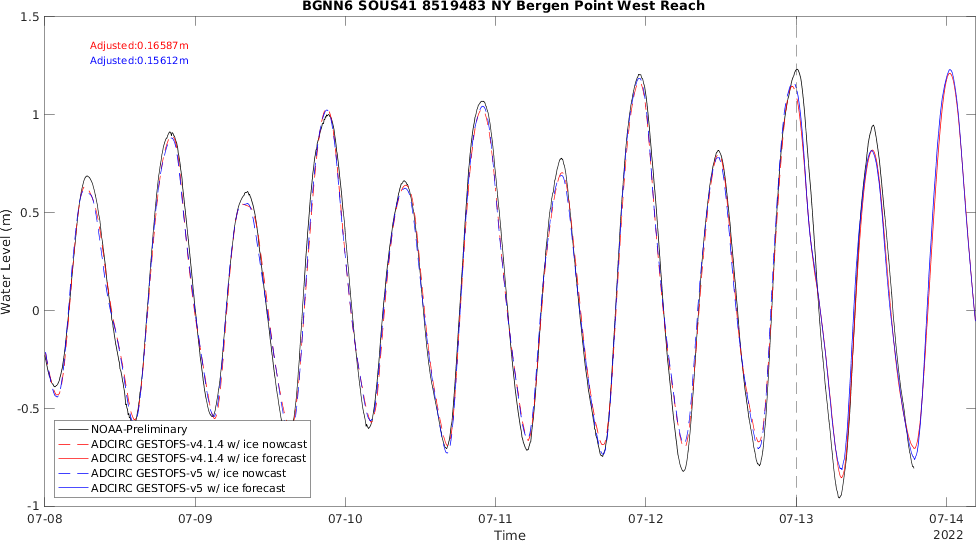 BGNN6 SOUS41 8519483 NY Bergen Point West Reach
1.5
Adjusted:0.16587m
Adjusted:0.15612m
1
0.5
0
-0.5
-1
Water Level (m)
NOAA-Preliminary
ADCIRC GESTOFS-v4.1.4 w/ ice nowcast
ADCIRC GESTOFS-v4.1.4 w/ ice forecast
ADCIRC GESTOFS-v5 w/ ice nowcast
ADCIRC GESTOFS-v5 w/ ice forecast
07-08 07-09 07-10 07-11 07-12 07-13 07-14
Time 2022